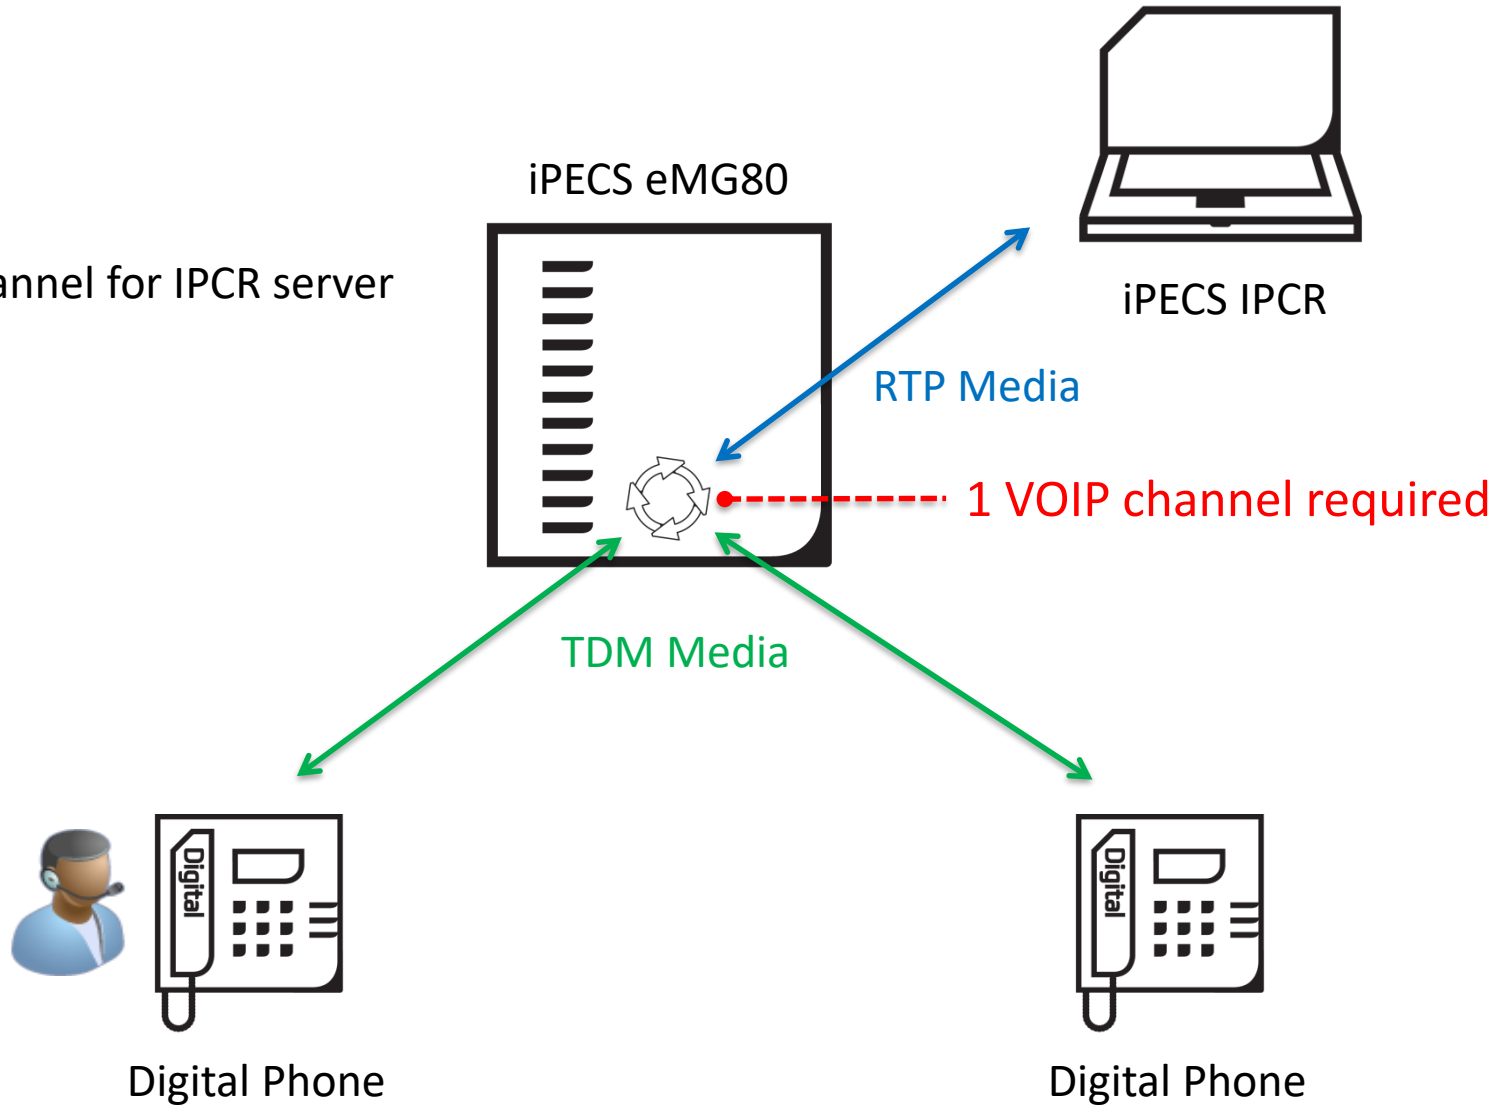 iPECS eMG80
annel for IPCR server
iPECS IPCR
RTP Media
1 VOIP channel required
TDM Media
Digital
Digital
Digital Phone
Digital Phone